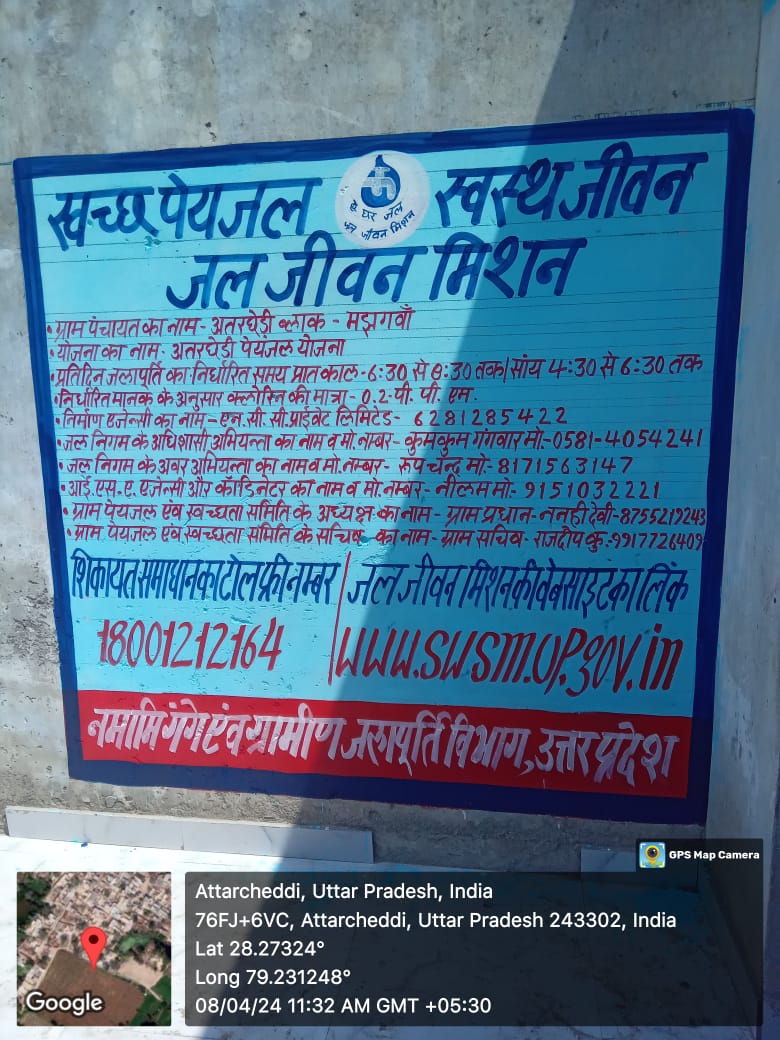 स्वच्छ पेयजल स्वस्थ जीवन
हर घर जल
जल जीवन मिशन
जल जीवन मिशन
• ग्राम पंचायत का नाम - अतरछेड़ी ब्लाक - मझगवाँ
• योजना का नाम - अतरछेड़ी पेयजल योजना
• प्रतिदिन जलापूर्ति का निर्धारित समय प्रात काल - 6:30 से 8:30 तक/सांय 4:30 से 6:30 तक
• निर्धारित मानक के अनुसार क्लोरिन की मात्रा - 0.2 - पी. पी. एम.
• निर्माण एजेन्सी का नाम - एन. सी. सी. प्राईवेट लिमिटेड - 6281285422
• जल निगम के अधिशासी अभियन्ता का नाम व मो. नम्बर - कुमकुम गंगवार मो.- 0581-4054241
• जल निगम के अवर अभियन्ता का नाम व मो. नम्बर - रूप चन्द्र मो.- 8171563147
• आई. एस. ए. एजेन्सी और कॉर्डिनेटर का नाम व मो. नम्बर - नीलम मो.- 9151032221
• ग्राम पेयजल एंव स्वच्छता समिति के अध्यक्ष का नाम - ग्राम प्रधान - नन्ही देवी - 8755219243
• ग्राम पेयजल एंव स्वच्छता समिति के सचिव का नाम - ग्राम सचिव - राजदीप कु. 9917726409
शिकायत समाधान का टोल फ्री नम्बर
18001212164
जल जीवन मिशन की वेबसाइट का लिंक
www.swsm.up.gov.in
नमामि गंगे एंव ग्रामीण जलापूर्ति विभाग, उत्तर प्रदेश
GPS Map Camera
Attarcheddi, Uttar Pradesh, India
76FJ+6VC, Attarcheddi, Uttar Pradesh 243302, India
Lat 28.27324°
Long 79.231248°
08/04/24 11:32 AM GMT +05:30
Google